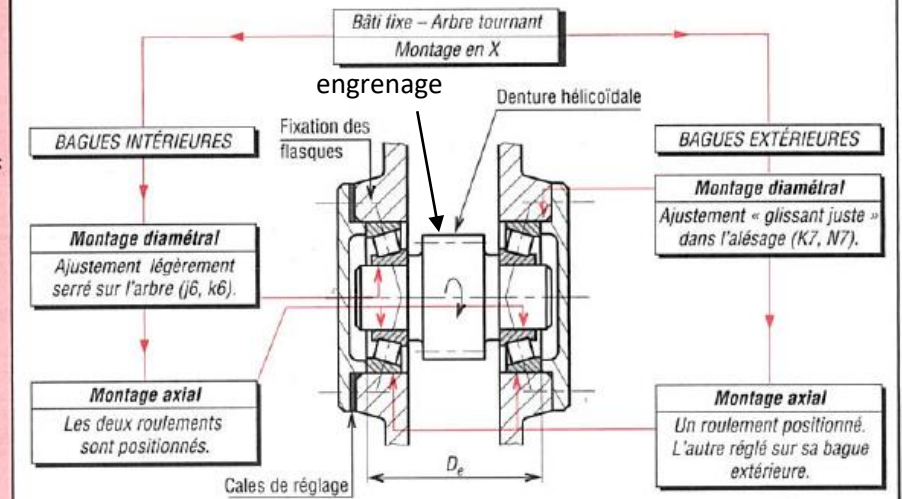 Bâti fixe – Arbre tournant
Montage en X
engrenage
Denture hélicoïdale
Fixation des
flasques
BAGUES INTÉRIEURES
BAGUES EXTÉRIEURES
Montage diamétral
Ajustement légèrement
serré sur l'arbre (j6, k6).
Montage diamétral
Ajustement « glissant juste »
dans l'alésage (K7, N7).
Montage axial
Les deux roulements
sont positionnés.
Montage axial
Un roulement positionné.
L'autre réglé sur sa bague
extérieure.
Cales de réglage
De